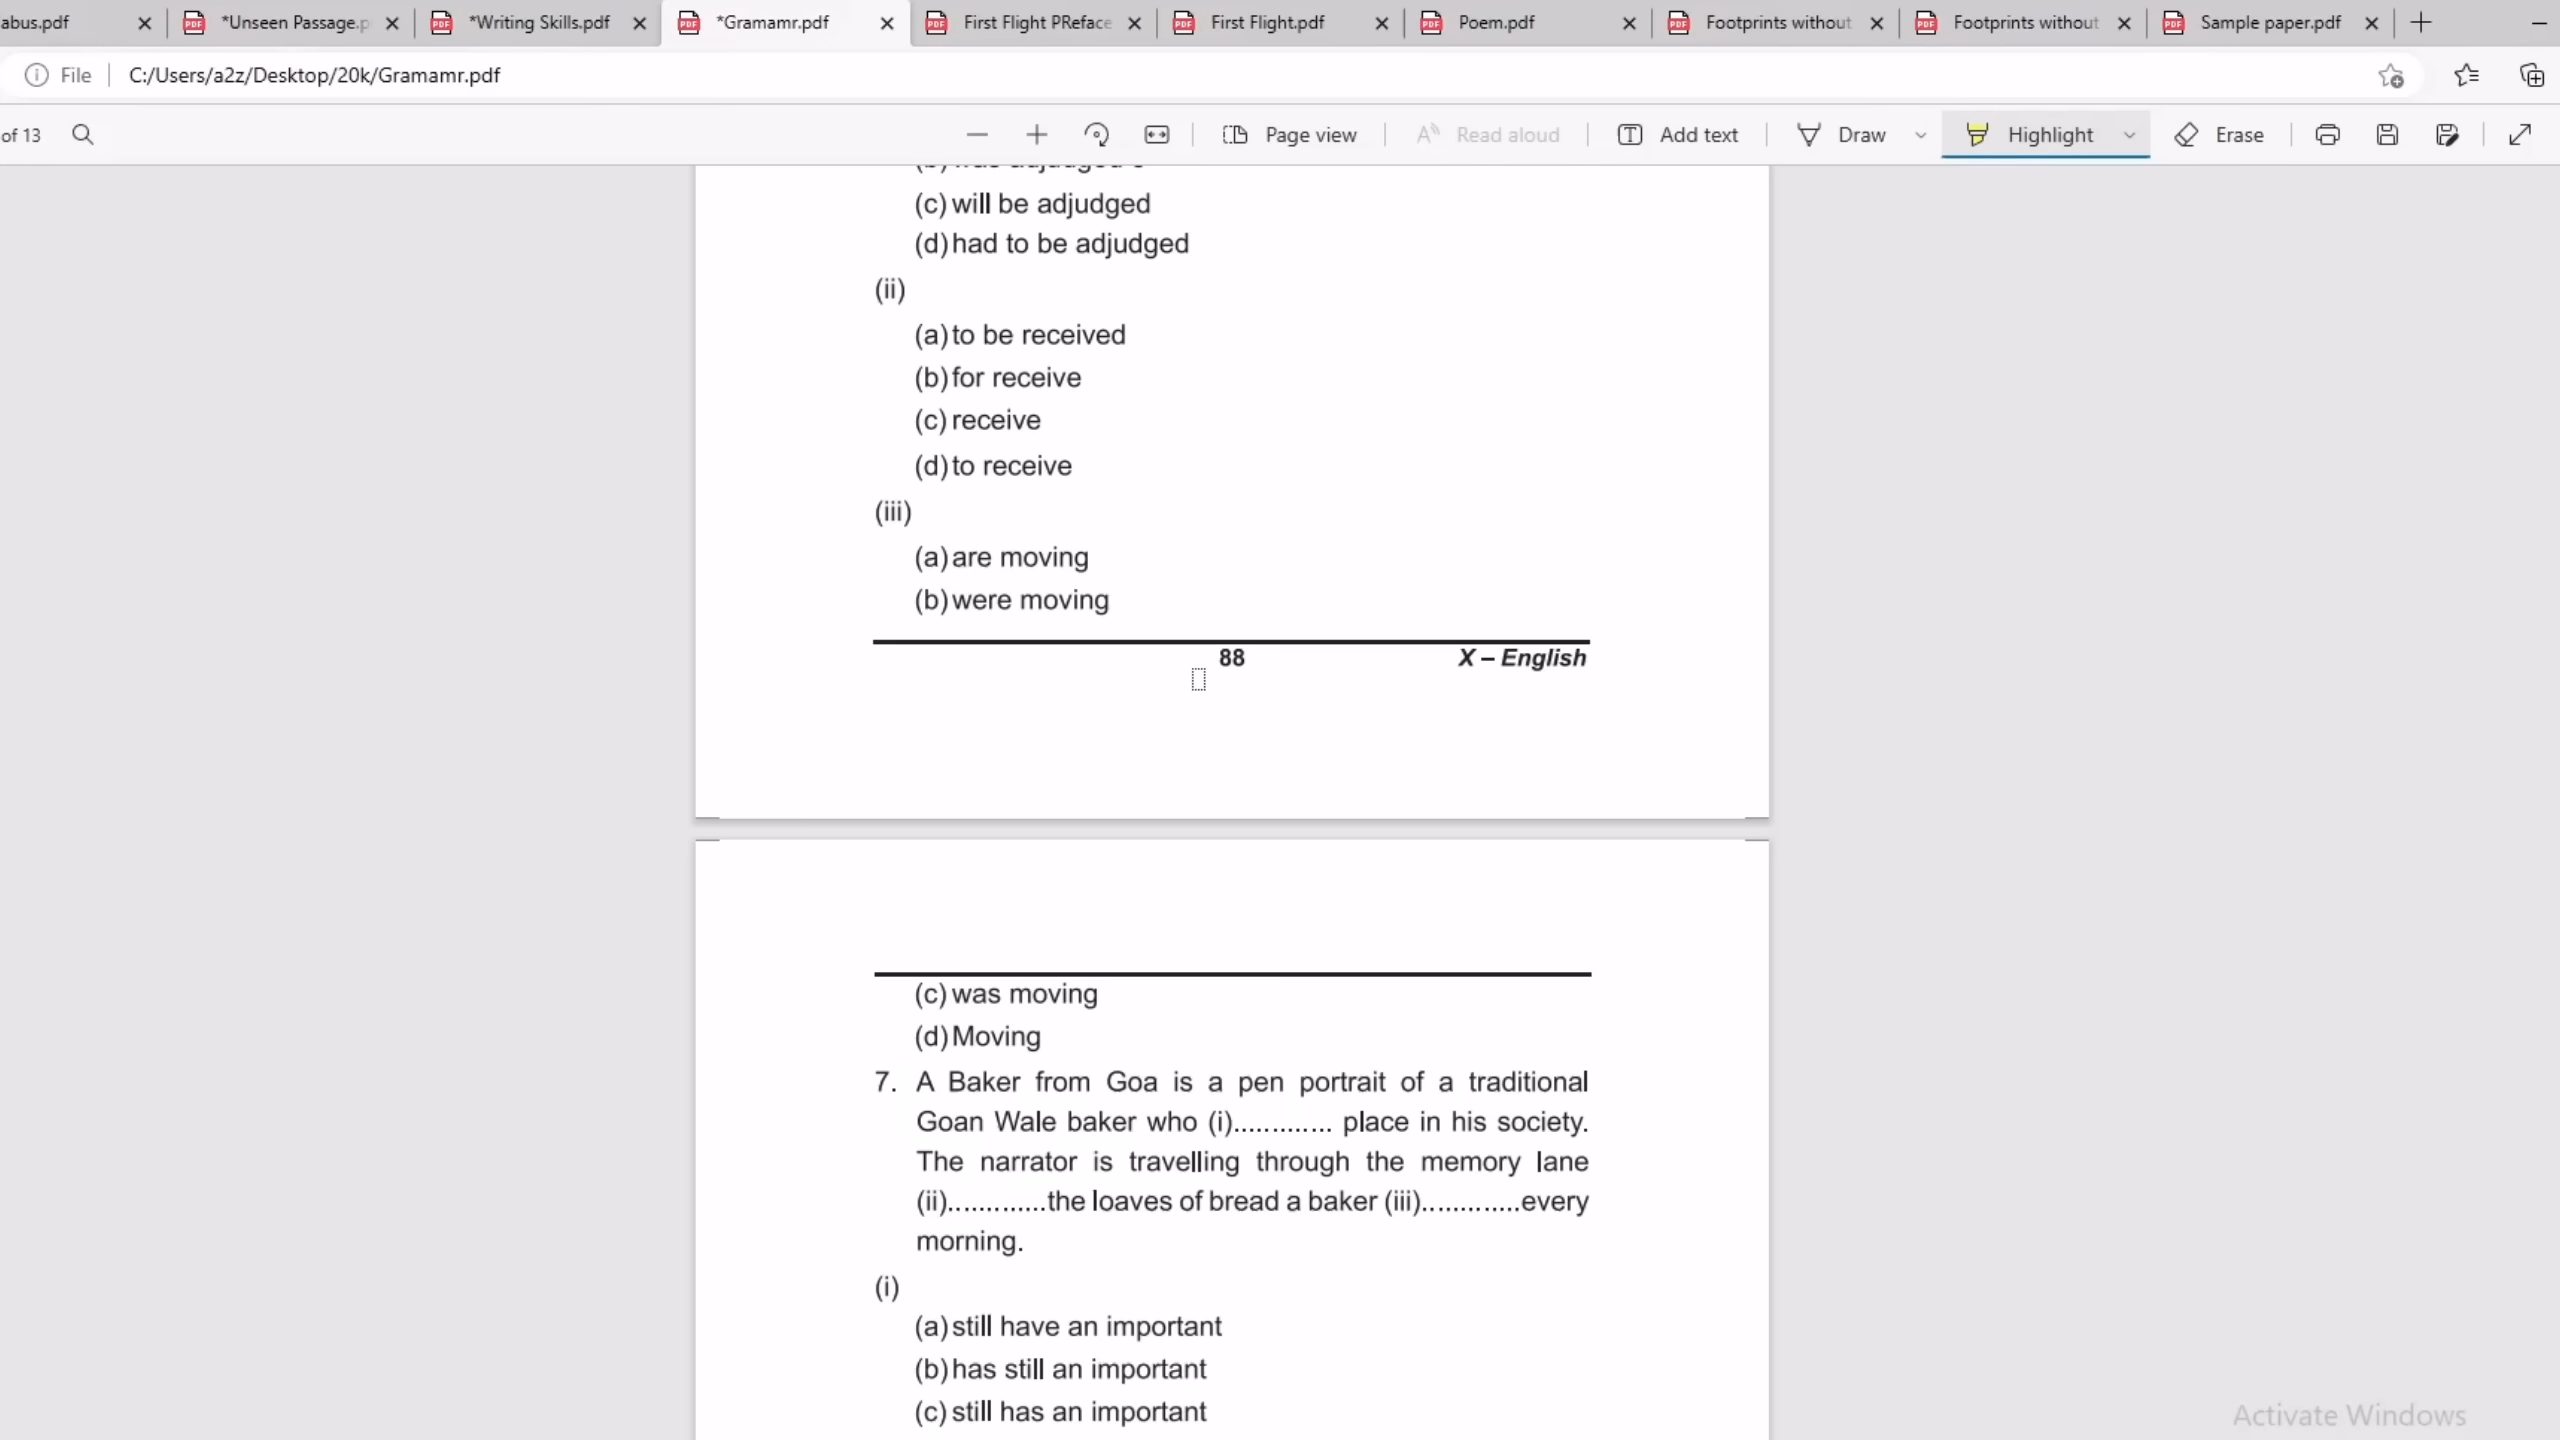 abus.pdf
*Unseen Passage.p
*Writing Skills.pdf
*Gramamr.pdf
First Flight PReface
First Flight.pdf
Poem.pdf
Footprints without
Footprints without
Sample paper.pdf
File
C:/Users/a2z/Desktop/20k/Gramamr.pdf
of 13
Page view
Read aloud
Add text
Draw
Highlight
Erase
(c) will be adjudged
(d) had to be adjudged
(ii)
(a) to be received
(b) for receive
(c) receive
(d) to receive
(iii)
(a) are moving
(b) were moving
88
X – English
(c) was moving
(d) Moving
7. A Baker from Goa is a pen portrait of a traditional
Goan Wale baker who (i)............. place in his society.
The narrator is travelling through the memory lane
(ii).............the loaves of bread a baker (iii).............every
morning.
(i)
(a) still have an important
(b) has still an important
(c) still has an important
Activate Windows